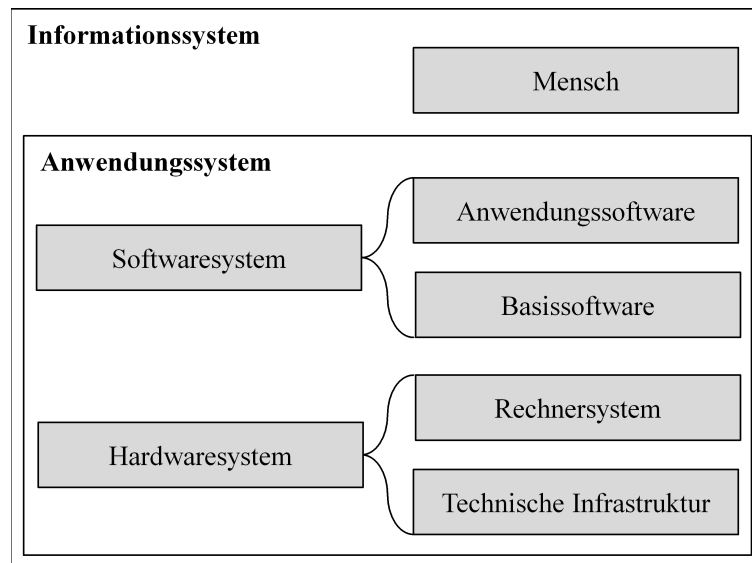 Informationssystem
Mensch
Anwendungssystem
Softwaresystem
Anwendungssoftware
Basissoftware
Hardwaresystem
Rechnersystem
Technische Infrastruktur